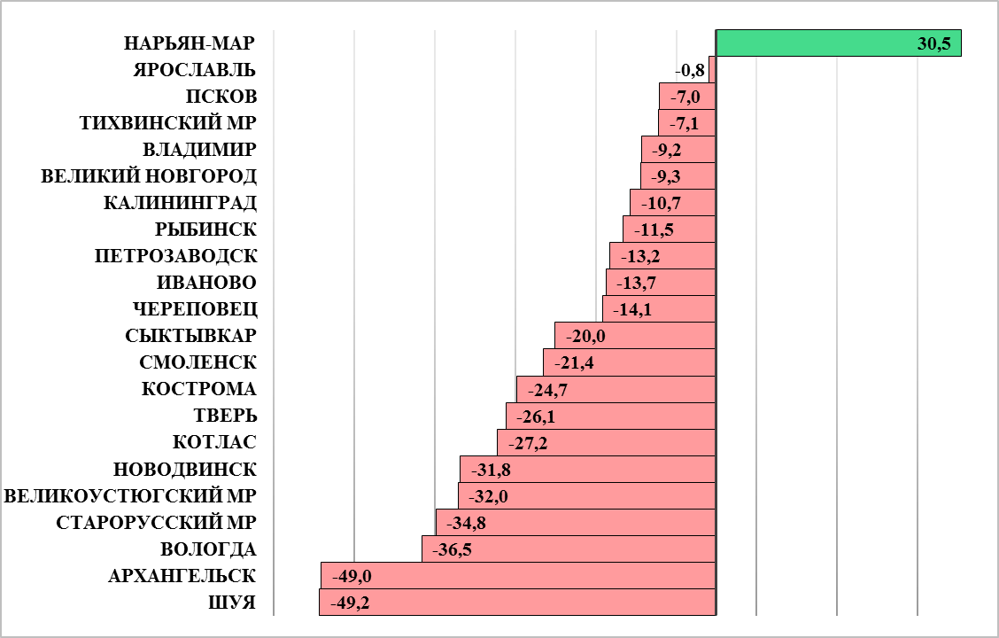 НАРЬЯН-МАР 30,5
ЯРОСЛАВЛЬ -0,8
ПСКОВ -7,0
ТИХВИНСКИЙ МР -7,1
ВЛАДИМИР -9,2
ВЕЛИКИЙ НОВГОРОД -9,3
КАЛИНИНГРАД -10,7
РЫБИНСК -11,5
ПЕТРОЗАВОДСК -13,2
ИВАНОВО -13,7
ЧЕРЕПОВЕЦ -14,1
СЫКТЫВКАР -20,0
СМОЛЕНСК -21,4
КОСТРОМА -24,7
ТВЕРЬ -26,1
КОТЛАС -27,2
НОВОДВИНСК -31,8
ВЕЛИКОУСТЮГСКИЙ МР -32,0
СТАРОРУССКИЙ МР -34,8
ВОЛОГДА -36,5
АРХАНГЕЛЬСК -49,0
ШУЯ -49,2